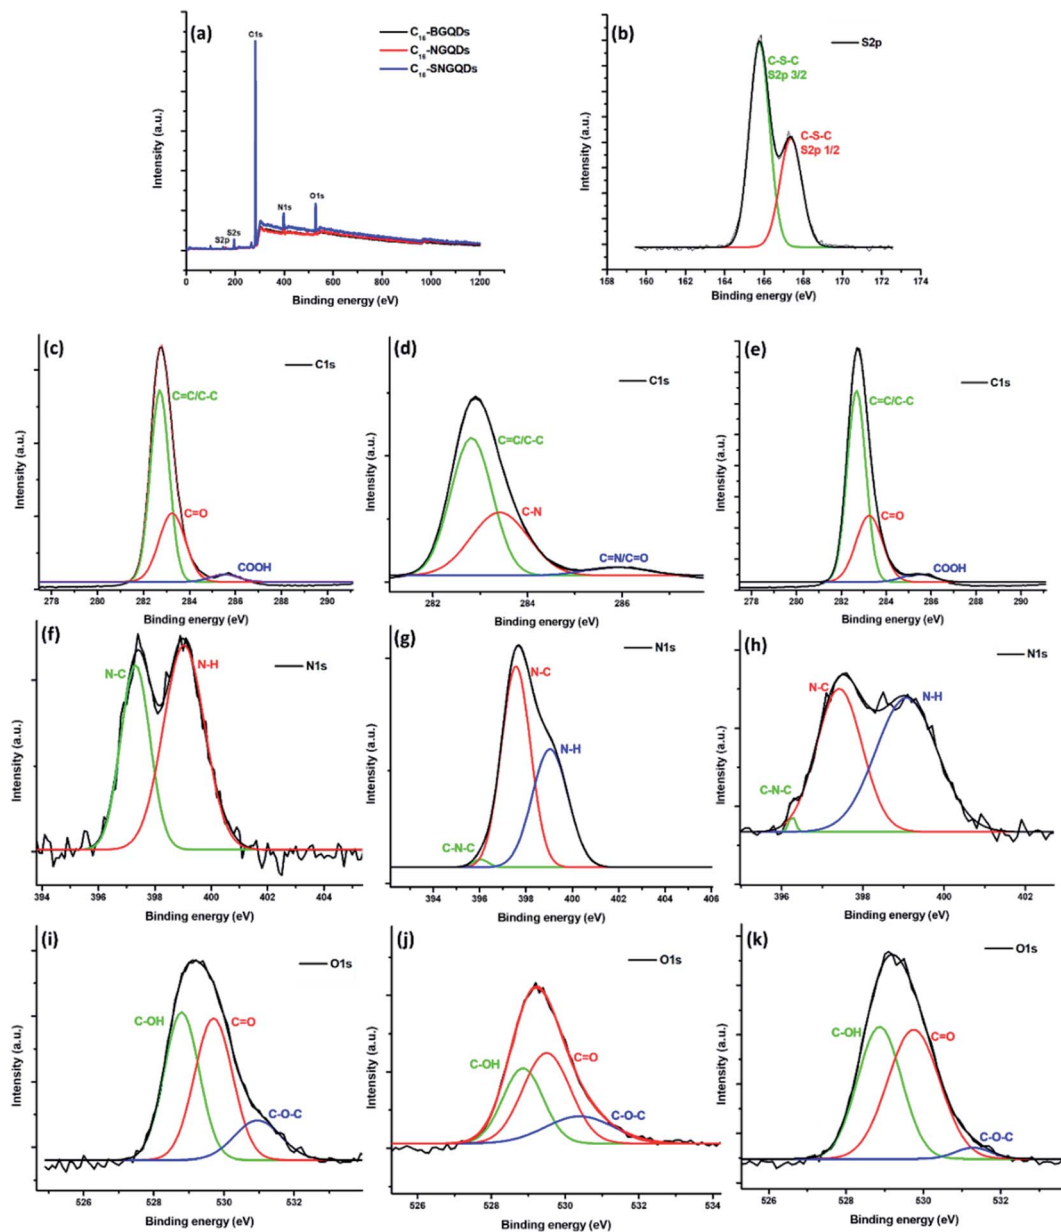 (a)
C1s
C₁₆-BGQDs
C₁₆-NGQDs
C₁₆-SNGQDs
Intensity (a.u.)
N1s
O1s
S2s
S2p
0 200 400 600 800 1000 1200
Binding energy (eV)
(b)
S2p
C-S-C
S2p 3/2
C-S-C
S2p 1/2
Intensity (a.u.)
158 160 162 164 166 168 170 172 174
Binding energy (eV)
(c)
C1s
C=C/C-C
C=O
COOH
Intensity (a.u.)
278 280 282 284 286 288 290
Binding energy (eV)
(d)
C1s
C=C/C-C
C-N
C=N/C=O
Intensity (a.u.)
282 284 286
Binding energy (eV)
(e)
C1s
C=C/C-C
C=O
COOH
Intensity (a.u.)
278 280 282 284 286 288 290
Binding energy (eV)
(f)
N1s
N-C
N-H
Intensity (a.u.)
394 396 398 400 402 404
Binding energy (eV)
(g)
N1s
N-C
N-H
C-N-C
Intensity (a.u.)
394 396 398 400 402 404 406
Binding energy (eV)
(h)
N1s
N-C
N-H
C-N-C
Intensity (a.u.)
396 398 400 402
Binding energy (eV)
(i)
O1s
C-OH
C=O
C-O-C
Intensity (a.u.)
526 528 530 532
Binding energy (eV)
(j)
O1s
C-OH
C=O
C-O-C
Intensity (a.u.)
526 528 530 532 534
Binding energy (eV)
(k)
O1s
C-OH
C=O
C-O-C
Intensity (a.u.)
526 528 530 532
Binding energy (eV)